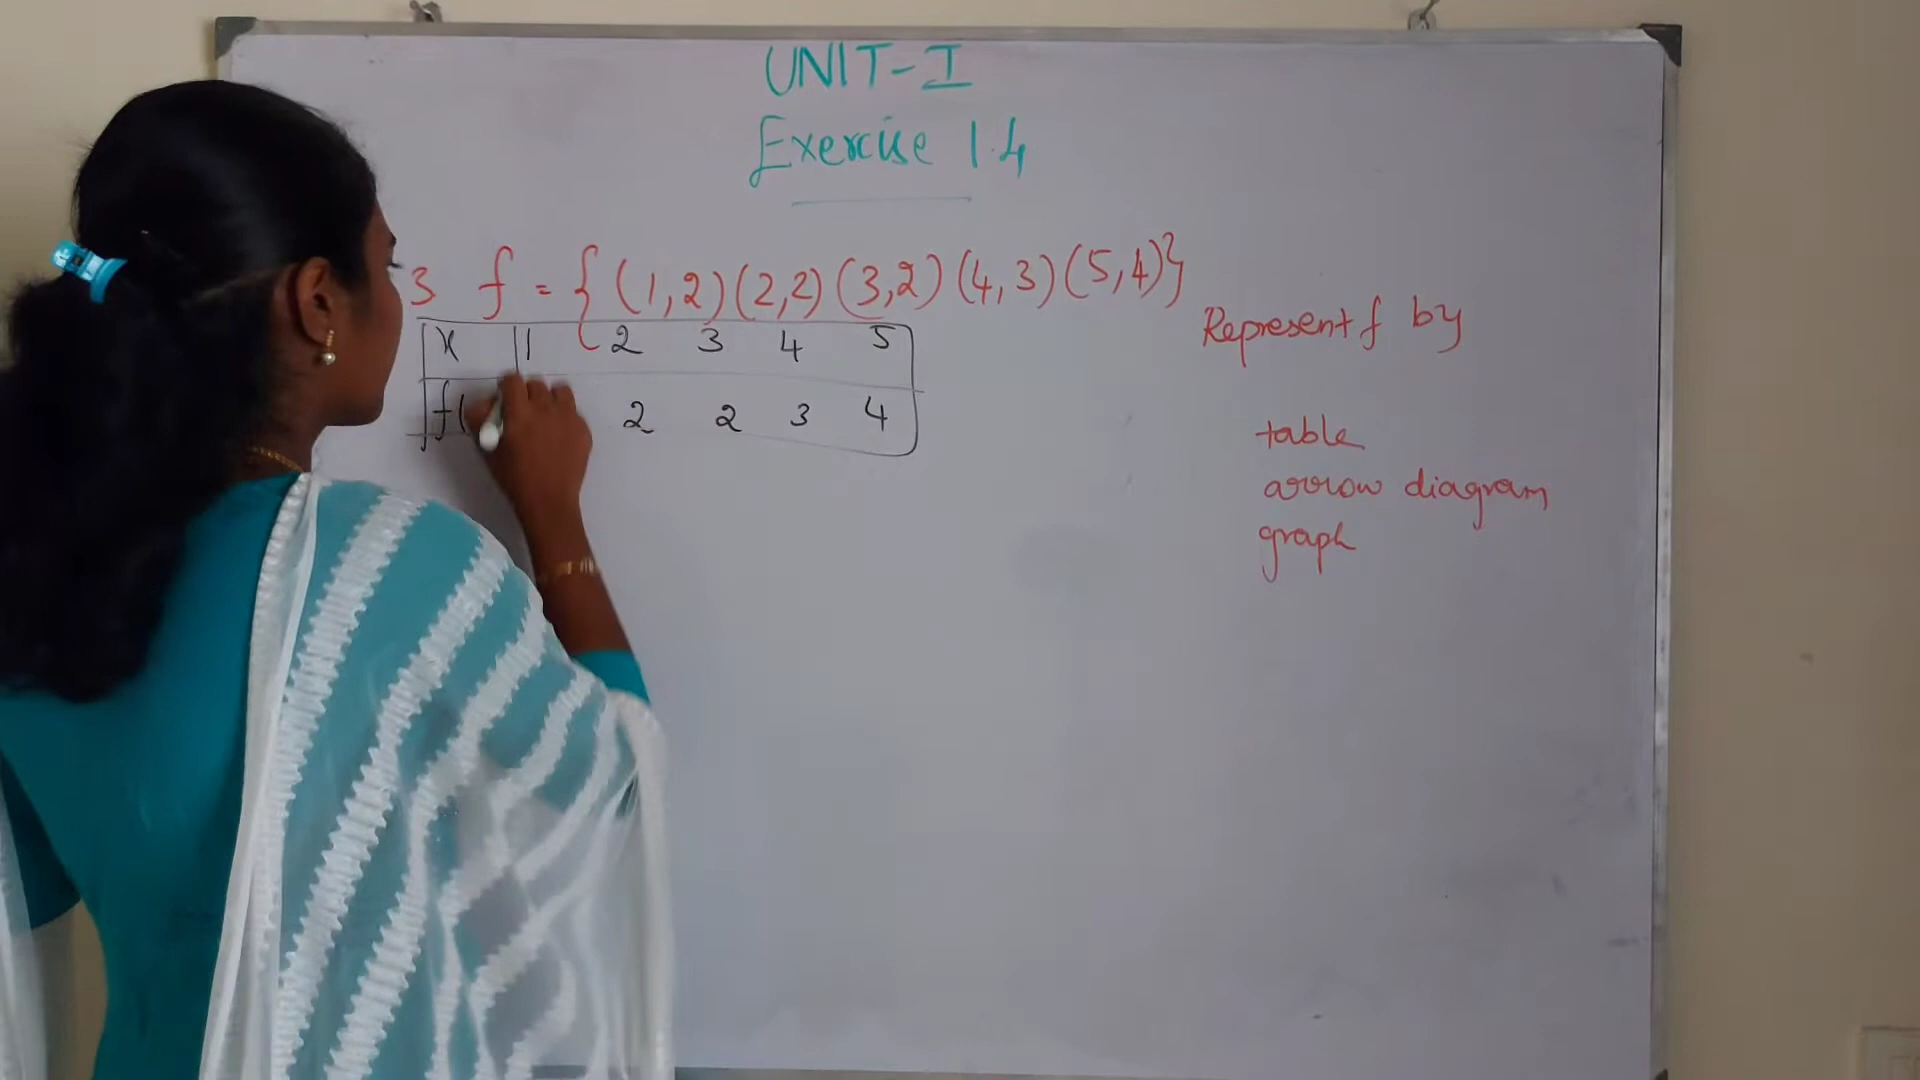 UNIT-I
Exercise 1.4
3 f = { (1,2) (2,2) (3,2) (4,3) (5,4) }
Represent f by
x 1 2 3 4 5
f( 2 2 3 4
table
arrow diagram
graph